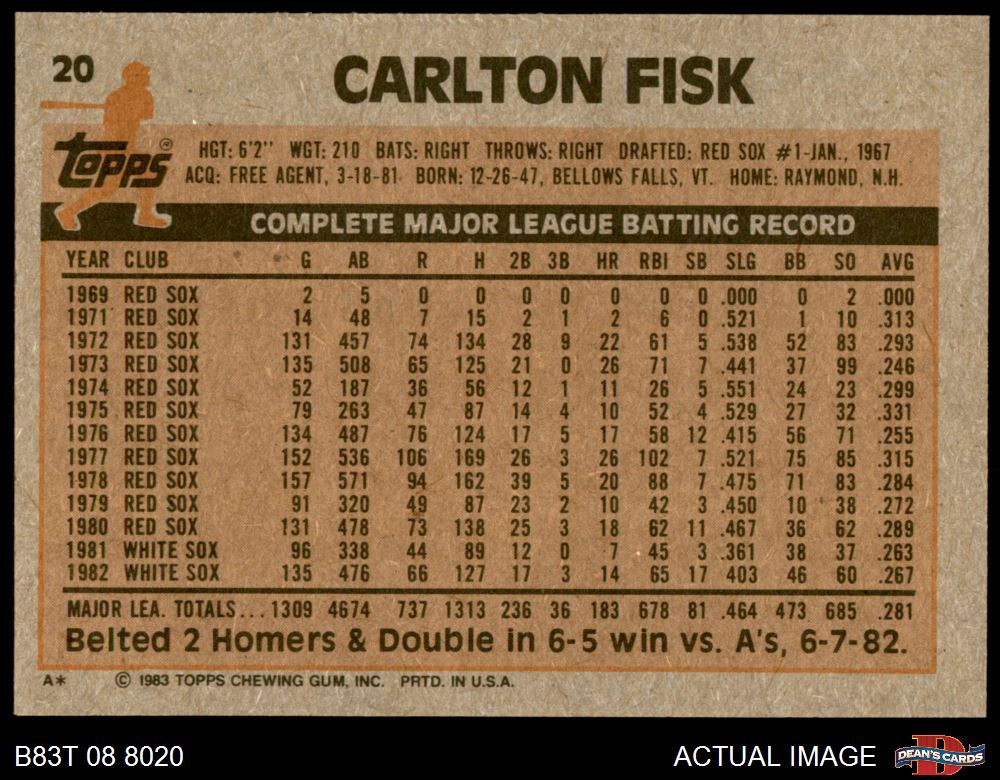 20
CARLTON FISK
topps®
HGT: 6'2" WGT: 210 BATS: RIGHT THROWS: RIGHT DRAFTED: RED SOX #1-JAN., 1967
ACQ: FREE AGENT, 3-18-81 BORN: 12-26-47, BELLOWS FALLS, VT. HOME: RAYMOND, N.H.
COMPLETE MAJOR LEAGUE BATTING RECORD
YEAR CLUB G AB R H 2B 3B HR RBI SB SLG BB SO AVG
1969 RED SOX 2 5 0 0 0 0 0 0 0 .000 0 2 .000
1971 RED SOX 14 48 7 15 2 1 2 6 0 .521 1 10 .313
1972 RED SOX 131 457 74 134 28 9 22 61 5 .538 52 83 .293
1973 RED SOX 135 508 65 125 21 0 26 71 7 .441 37 99 .246
1974 RED SOX 52 187 36 56 12 1 11 26 5 .551 24 23 .299
1975 RED SOX 79 263 47 87 14 4 10 52 4 .529 27 32 .331
1976 RED SOX 134 487 76 124 17 5 17 58 12 .415 56 71 .255
1977 RED SOX 152 536 106 169 26 3 26 102 7 .521 75 85 .315
1978 RED SOX 157 571 94 162 39 5 20 88 7 .475 71 83 .284
1979 RED SOX 91 320 49 87 23 2 10 42 3 .450 10 38 .272
1980 RED SOX 131 478 73 138 25 3 18 62 11 .467 36 62 .289
1981 WHITE SOX 96 338 44 89 12 0 7 45 3 .361 38 37 .263
1982 WHITE SOX 135 476 66 127 17 3 14 65 17 403 46 60 .267
MAJOR LEA. TOTALS...1309 4674 737 1313 236 36 183 678 81 .464 473 685 .281
Belted 2 Homers & Double in 6-5 win vs. A's, 6-7-82.
A* © 1983 TOPPS CHEWING GUM, INC. PRTD. IN U.S.A.
B83T 08 8020 ACTUAL IMAGE D DEAN'S CARDS